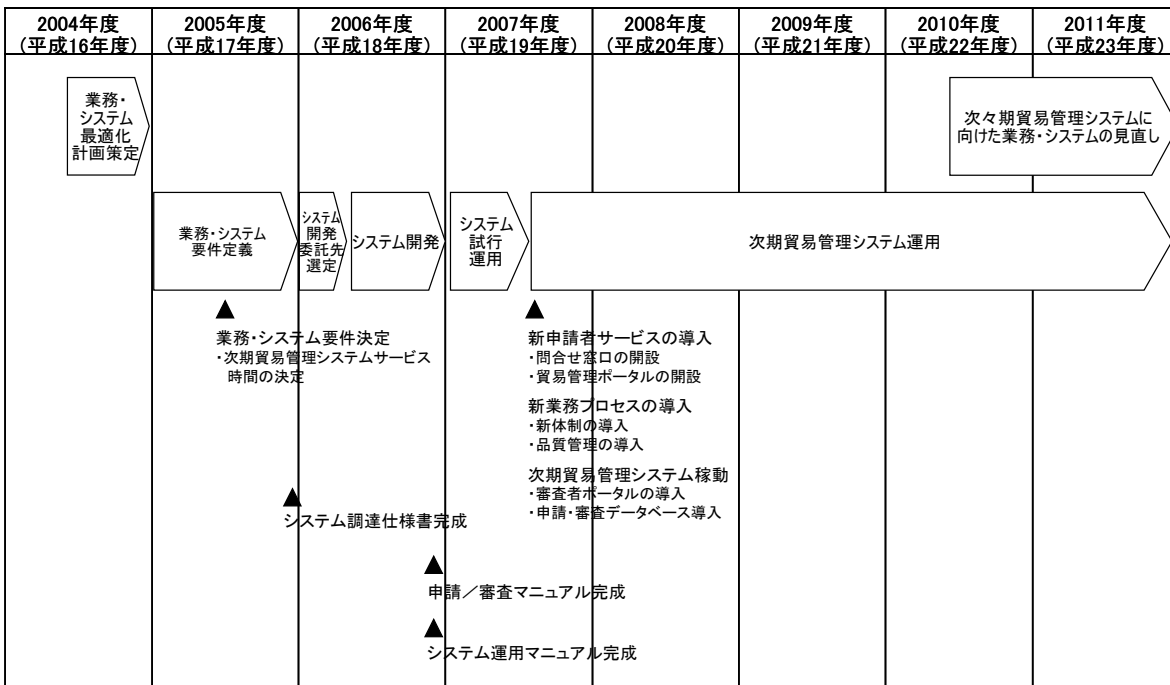 2004年度
(平成16年度)
2005年度
(平成17年度)
2006年度
(平成18年度)
2007年度
(平成19年度)
2008年度
(平成20年度)
2009年度
(平成21年度)
2010年度
(平成22年度)
2011年度
(平成23年度)
業務・
システム
最適化
計画策定
次々期貿易管理システムに
向けた業務・システムの見直し
業務・システム
要件定義
システム
開発
委託先
選定
システム開発
システム
試行
運用
次期貿易管理システム運用
▲
業務・システム要件決定
・次期貿易管理システムサービス
時間の決定
▲
新申請者サービスの導入
・問合せ窓口の開設
・貿易管理ポータルの開設
新業務プロセスの導入
・新体制の導入
・品質管理の導入
次期貿易管理システム稼動
・審査者ポータルの導入
・申請・審査データベース導入
▲
システム調達仕様書完成
▲
申請／審査マニュアル完成
▲
システム運用マニュアル完成